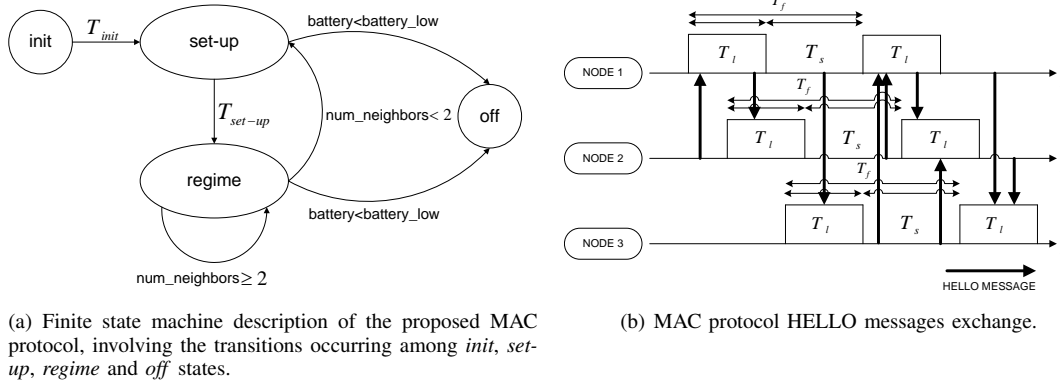 init
T_init
set-up
battery<battery_low
off
T_set-up
num_neighbors< 2
regime
battery<battery_low
num_neighbors≥ 2
(a) Finite state machine description of the proposed MAC
protocol, involving the transitions occurring among init, set-
up, regime and off states.
T_f
NODE 1
T_l
T_s
T_l
T_f
NODE 2
T_l
T_s
T_l
T_f
NODE 3
T_l
T_s
T_l
HELLO MESSAGE
(b) MAC protocol HELLO messages exchange.